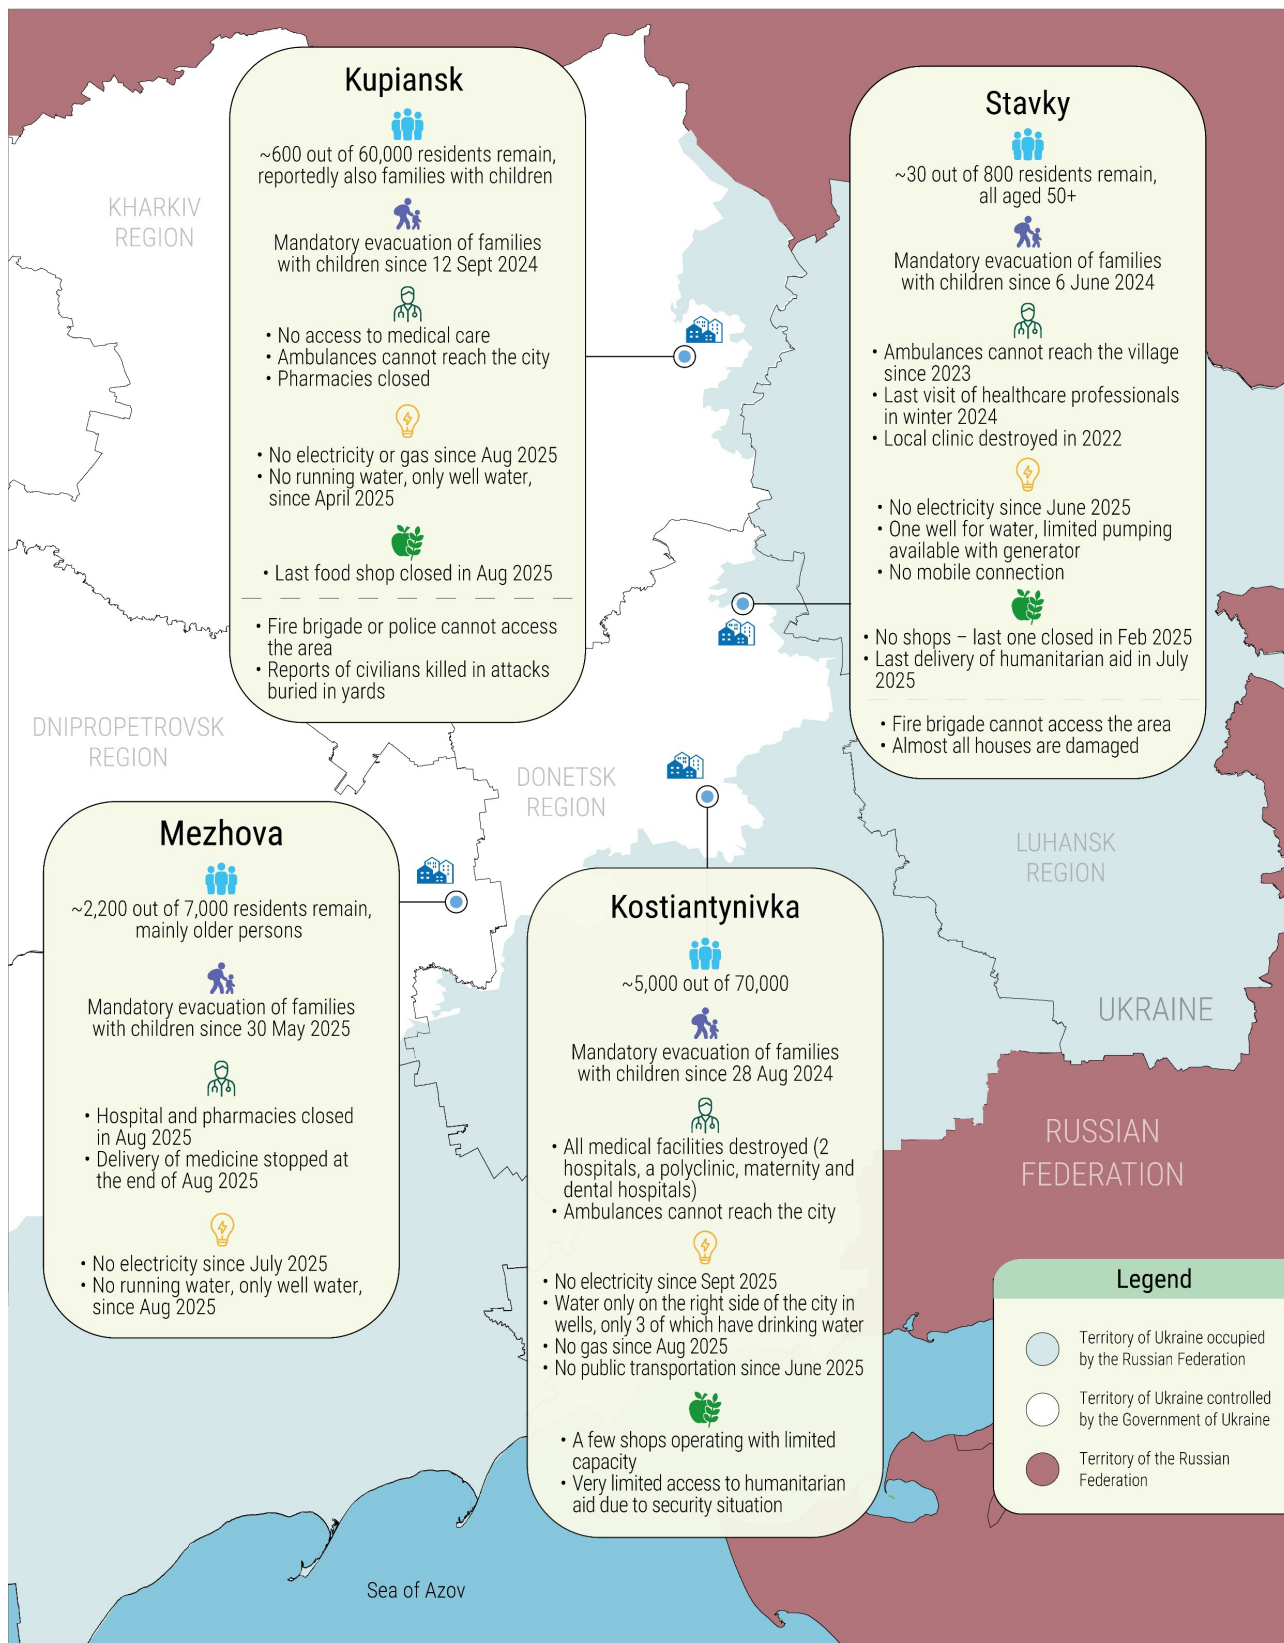 Kupiansk
~600 out of 60,000 residents remain,
reportedly also families with children
Mandatory evacuation of families
with children since 12 Sept 2024
• No access to medical care
• Ambulances cannot reach the city
• Pharmacies closed
• No electricity or gas since Aug 2025
• No running water, only well water,
since April 2025
• Last food shop closed in Aug 2025
• Fire brigade or police cannot access
the area
• Reports of civilians killed in attacks
buried in yards
Stavky
~30 out of 800 residents remain,
all aged 50+
Mandatory evacuation of families
with children since 6 June 2024
• Ambulances cannot reach the village
since 2023
• Last visit of healthcare professionals
in winter 2024
• Local clinic destroyed in 2022
• No electricity since June 2025
• One well for water, limited pumping
available with generator
• No mobile connection
• No shops – last one closed in Feb 2025
• Last delivery of humanitarian aid in July
2025
• Fire brigade cannot access the area
• Almost all houses are damaged
KHARKIV
REGION
DNIPROPETROVSK
REGION
DONETSK
REGION
LUHANSK
REGION
UKRAINE
RUSSIAN
FEDERATION
Mezhova
~2,200 out of 7,000 residents remain,
mainly older persons
Mandatory evacuation of families
with children since 30 May 2025
• Hospital and pharmacies closed
in Aug 2025
• Delivery of medicine stopped at
the end of Aug 2025
• No electricity since July 2025
• No running water, only well water,
since Aug 2025
Kostiantynivka
~5,000 out of 70,000
Mandatory evacuation of families
with children since 28 Aug 2024
• All medical facilities destroyed (2
hospitals, a polyclinic, maternity and
dental hospitals)
• Ambulances cannot reach the city
• No electricity since Sept 2025
• Water only on the right side of the city in
wells, only 3 of which have drinking water
• No gas since Aug 2025
• No public transportation since June 2025
• A few shops operating with limited
capacity
• Very limited access to humanitarian
aid due to security situation
Legend
Territory of Ukraine occupied
by the Russian Federation
Territory of Ukraine controlled
by the Government of Ukraine
Territory of the Russian
Federation
Sea of Azov